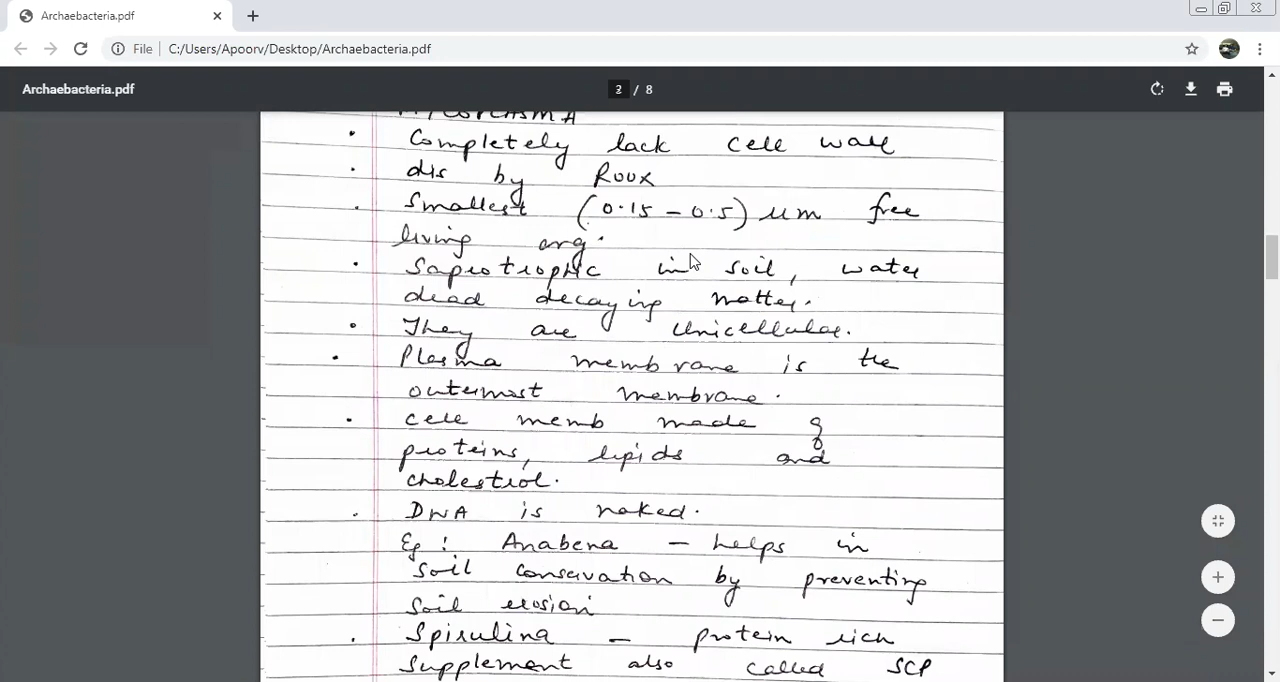 Archaebacteria.pdf
File | C:/Users/Apoorv/Desktop/Archaebacteria.pdf
Archaebacteria.pdf
2 / 8
Completely lack cell wall
dis by Roux
Smallest (0.15 - 0.5) um free
living org.
Saprotrophic in soil, water
dead decaying matter.
They are Unicellular.
Plasma membrane is the
outermost membrane.
cell memb made of
proteins, lipids and
cholestrol.
DNA is naked.
Eg : Anabena - helps in
soil conservation by preventing
soil erosion
Spirulina - protein rich
supplement also called SCP